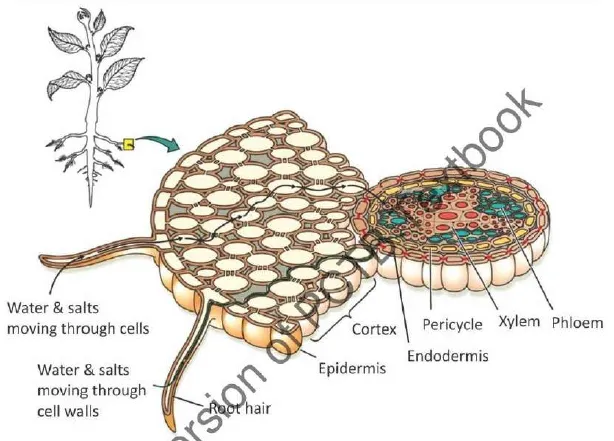 Water & salts
moving through cells
Water & salts
moving through
cell walls
Root hair
Epidermis
Cortex
Endodermis
Pericycle
Xylem
Phloem